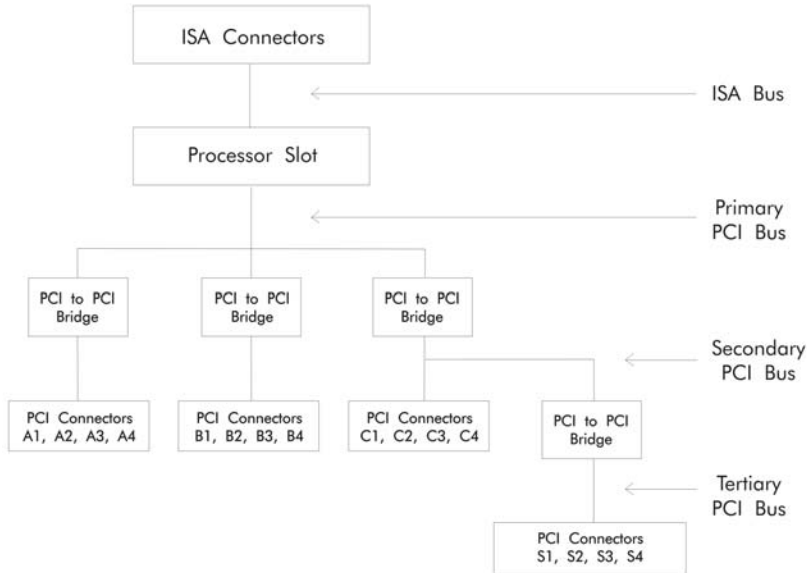 ISA Connectors
ISA Bus
Processor Slot
Primary
PCI Bus
PCI to PCI
Bridge
PCI to PCI
Bridge
PCI to PCI
Bridge
Secondary
PCI Bus
PCI Connectors
A1, A2, A3, A4
PCI Connectors
B1, B2, B3, B4
PCI Connectors
C1, C2, C3, C4
PCI to PCI
Bridge
Tertiary
PCI Bus
PCI Connectors
S1, S2, S3, S4